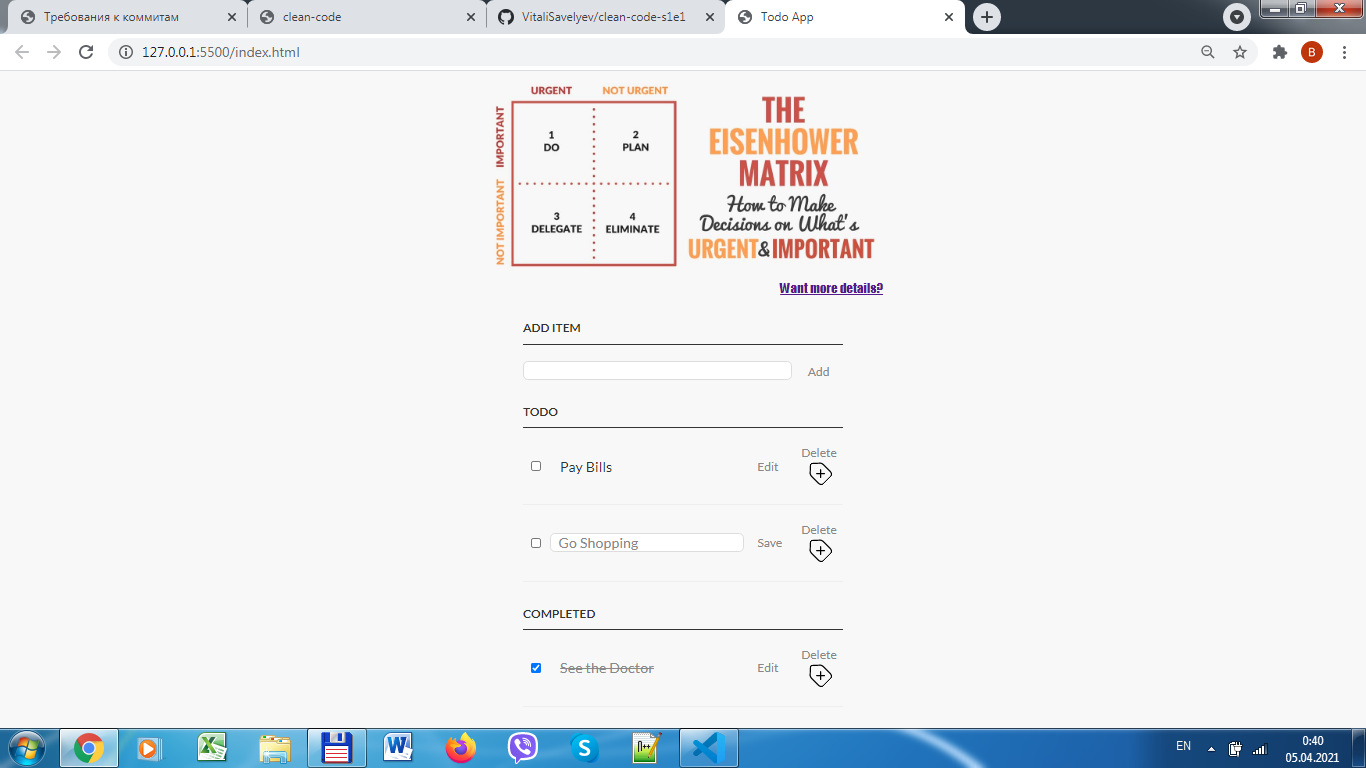 Требования к коммитам
clean-code
VitaliSavelyev/clean-code-s1e1
Todo App
127.0.0.1:5500/index.html
B
URGENT
NOT URGENT
IMPORTANT
NOT IMPORTANT
1
DO
2
PLAN
3
DELEGATE
4
ELIMINATE
THE
EISENHOWER
MATRIX
How to Make
Decisions on What's
URGENT&IMPORTANT
Want more details?
ADD ITEM
Add
TODO
Pay Bills
Edit
Delete
Go Shopping
Save
Delete
COMPLETED
See the Doctor
Edit
Delete
EN
0:40
05.04.2021